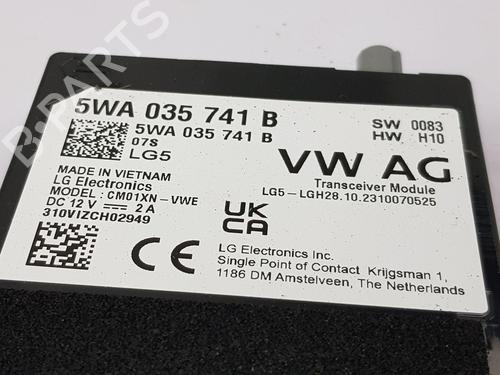 5WA 035 741 B
5WA 035 741 B
07S
LG5
SW 0083
HW H10
VW AG
Transceiver Module
LG5-LGH28.10.2310070525
MADE IN VIETNAM
LG Electronics
MODEL: CM01XN-VWE
DC 12 V 2 A
310VIZCH02949
UK
CA
CE
LG Electronics Inc.
Single Point of Contact Krijgsman 1,
1186 DM Amstelveen, The Netherlands
B-PARTS